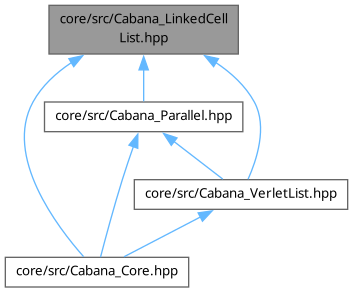 core/src/Cabana_LinkedCell
List.hpp
core/src/Cabana_Parallel.hpp
core/src/Cabana_VerletList.hpp
core/src/Cabana_Core.hpp